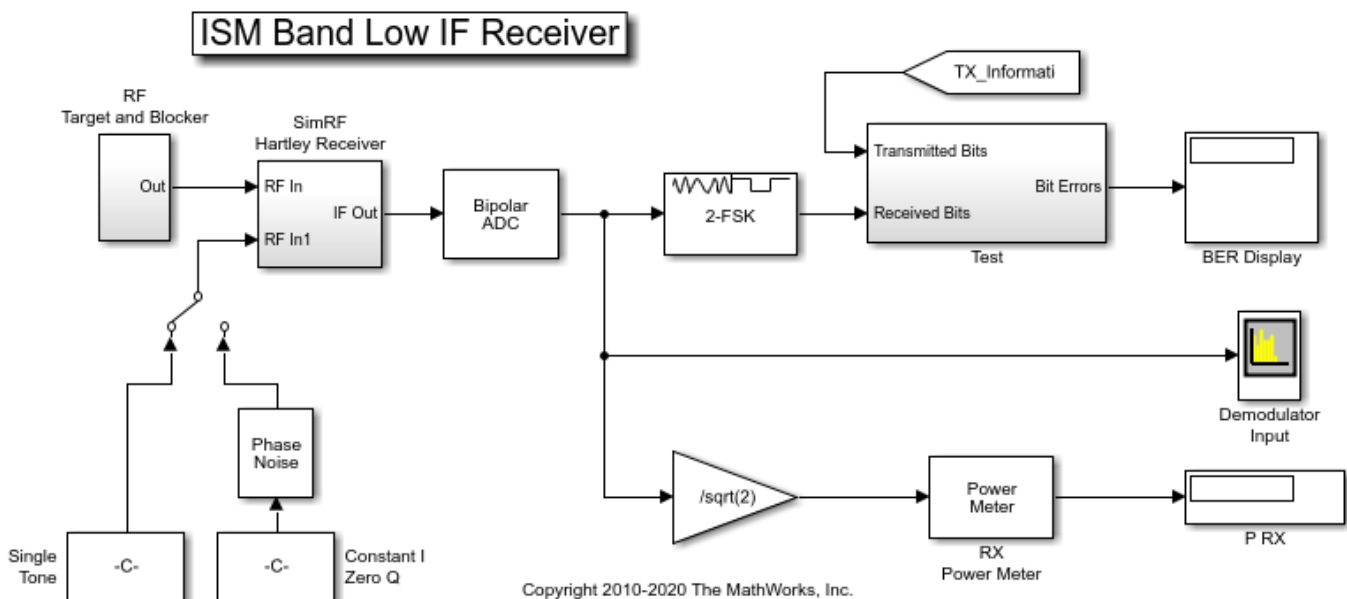 ISM Band Low IF Receiver
TX_Informati
RF
Target and Blocker
Out
SimRF
Hartley Receiver
RF In
IF Out
RF In1
Bipolar
ADC
2-FSK
Transmitted Bits
Bit Errors
Received Bits
Test
BER Display
Demodulator
Input
Phase
Noise
/sqrt(2)
Power
Meter
RX
Power Meter
P RX
Single
Tone
-C-
-C-
Constant I
Zero Q
Copyright 2010-2020 The MathWorks, Inc.